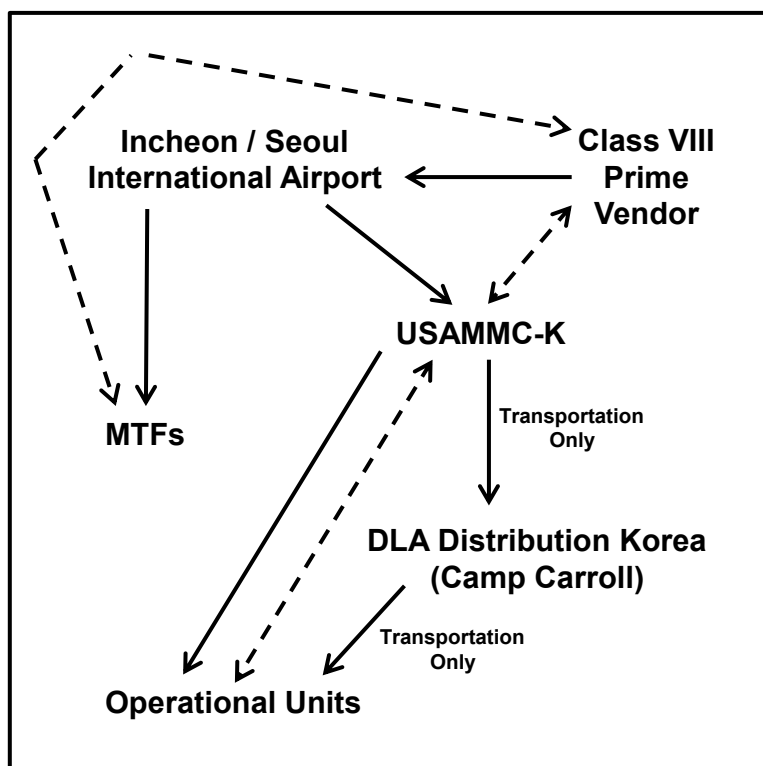 Incheon / Seoul
International Airport
Class VIII
Prime
Vendor
USAMMC-K
MTFs
Transportation
Only
DLA Distribution Korea
(Camp Carroll)
Transportation
Only
Operational Units